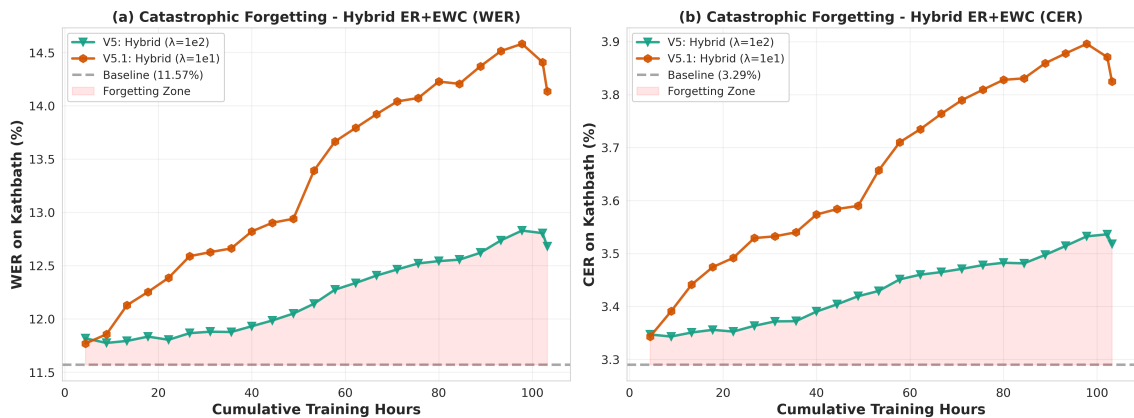 (a) Catastrophic Forgetting - Hybrid ER+EWC (WER)
V5: Hybrid (λ=1e2)
V5.1: Hybrid (λ=1e1)
Baseline (11.57%)
Forgetting Zone
WER on Kathbath (%)
14.5
14.0
13.5
13.0
12.5
12.0
11.5
0 20 40 60 80 100
Cumulative Training Hours
(b) Catastrophic Forgetting - Hybrid ER+EWC (CER)
V5: Hybrid (λ=1e2)
V5.1: Hybrid (λ=1e1)
Baseline (3.29%)
Forgetting Zone
CER on Kathbath (%)
3.9
3.8
3.7
3.6
3.5
3.4
3.3
0 20 40 60 80 100
Cumulative Training Hours